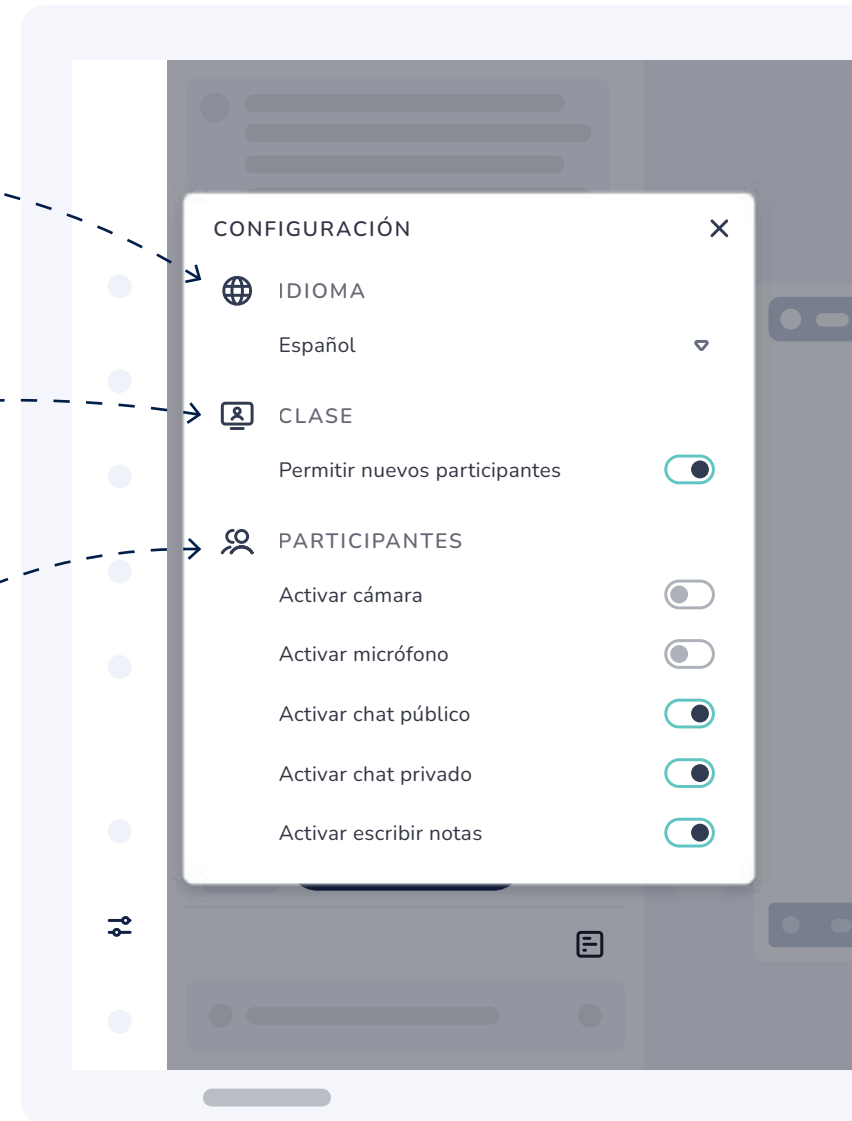 CONFIGURACIÓN
IDIOMA
Español
CLASE
Permitir nuevos participantes
PARTICIPANTES
Activar cámara
Activar micrófono
Activar chat público
Activar chat privado
Activar escribir notas